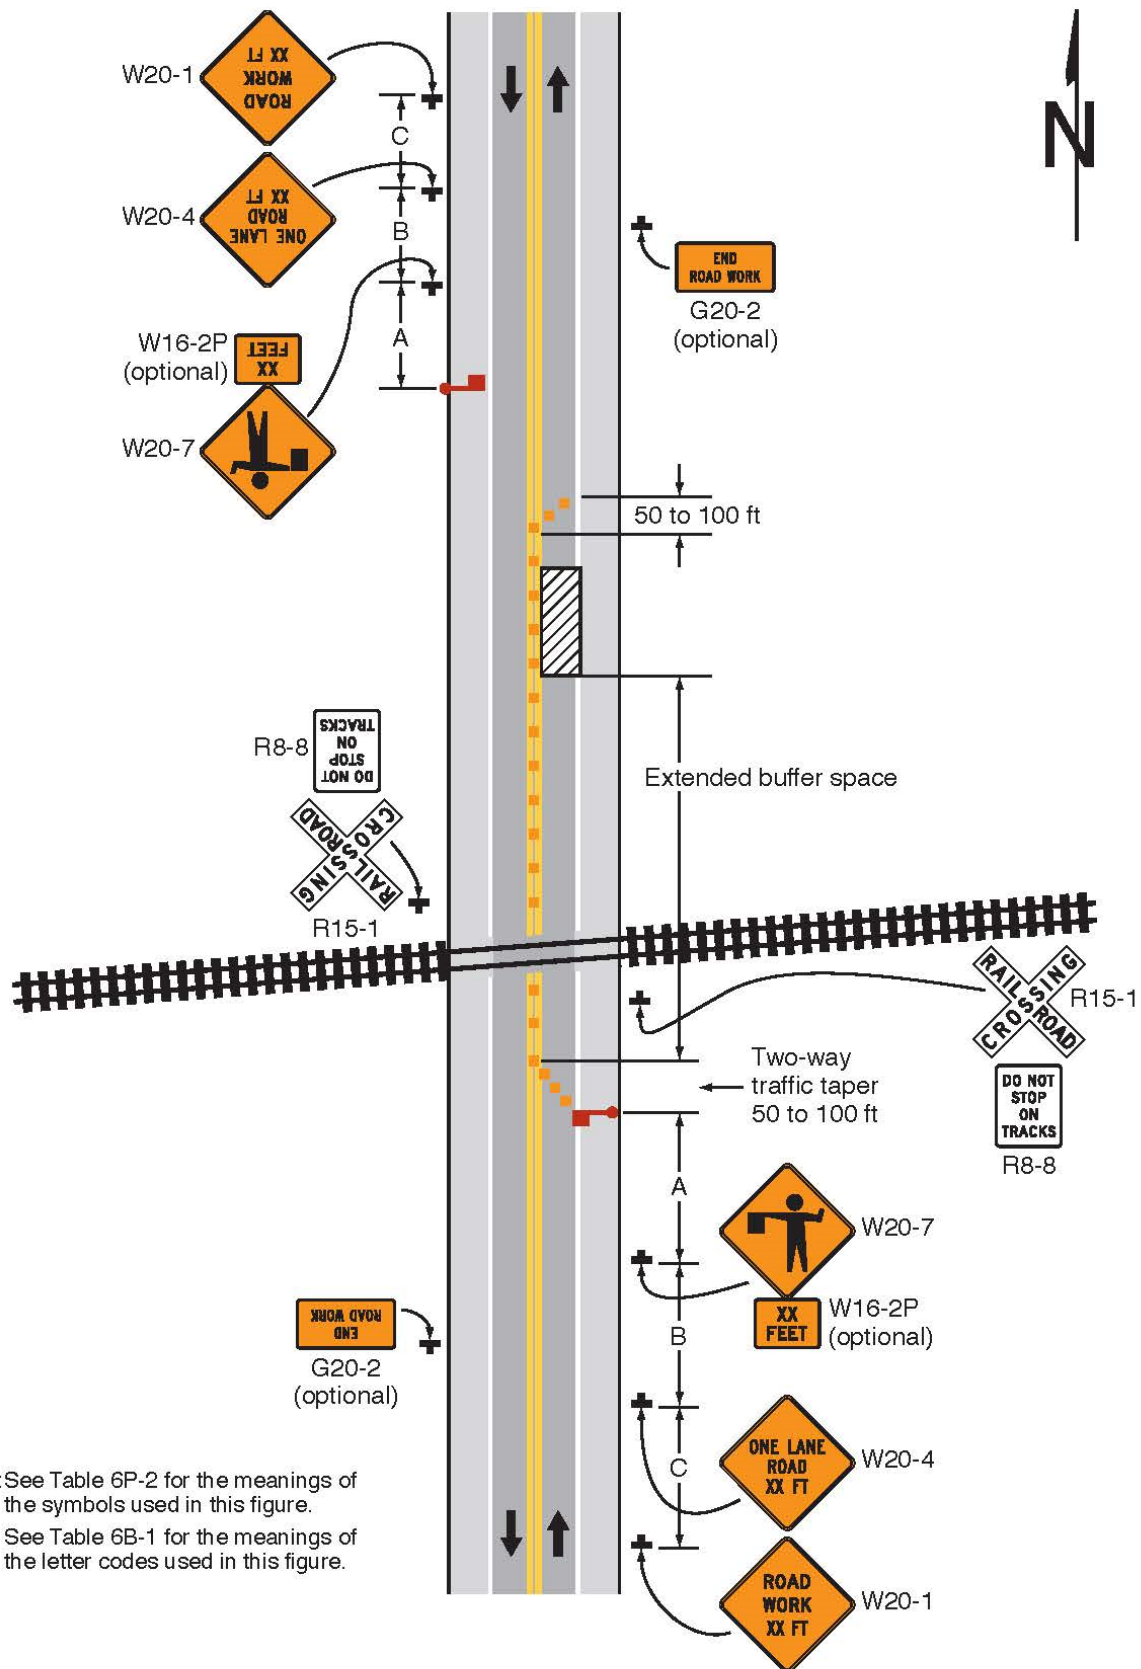 W20-1
ROAD
WORK
XX FT
C
W20-4
ONE LANE
ROAD
XX FT
B
N
END
ROAD WORK
G20-2
(optional)
W16-2P
(optional)
XX
FEET
A
W20-7
50 to 100 ft
R8-8
DO NOT
STOP
ON
TRACKS
Extended buffer space
RAILROAD
CROSSING
R15-1
RAILROAD
CROSSING
R15-1
Two-way
traffic taper
50 to 100 ft
DO NOT
STOP
ON
TRACKS
R8-8
A
W20-7
XX
FEET
W16-2P
(optional)
B
END
ROAD WORK
G20-2
(optional)
ONE LANE
ROAD
XX FT
W20-4
C
: See Table 6P-2 for the meanings of
the symbols used in this figure.
See Table 6B-1 for the meanings of
the letter codes used in this figure.
ROAD
WORK
XX FT
W20-1